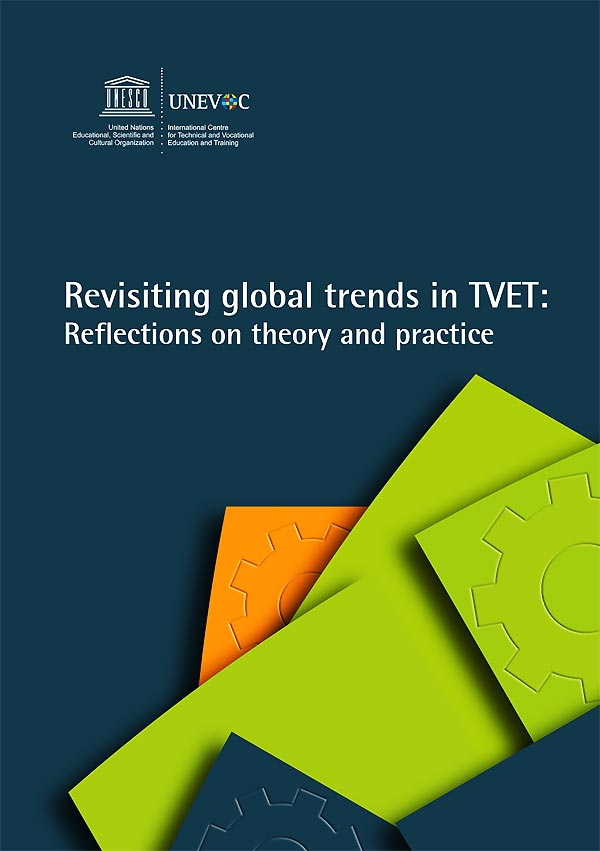 UNESCO
United Nations
Educational, Scientific and
Cultural Organization
UNEVOC
International Centre
for Technical and Vocational
Education and Training
Revisiting global trends in TVET:
Reflections on theory and practice